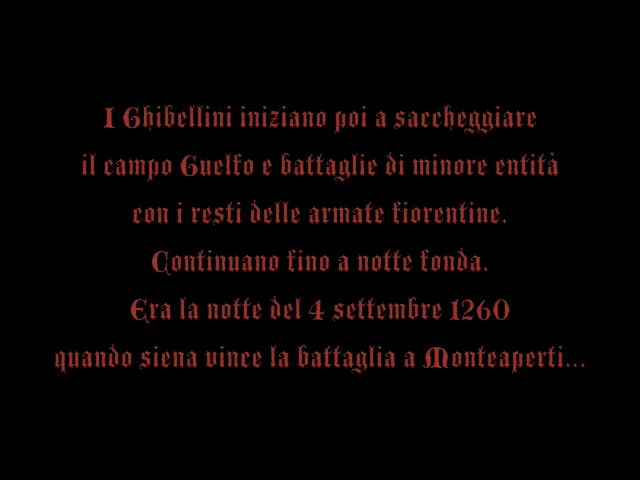 I Ghibellini iniziano poi a saccheggiare
il campo Guelfo e battaglie di minore entità
con i resti delle armate fiorentine.
Continuano fino a notte fonda.
Era la notte del 4 settembre 1260
quando siena vince la battaglia a Monteaperti...